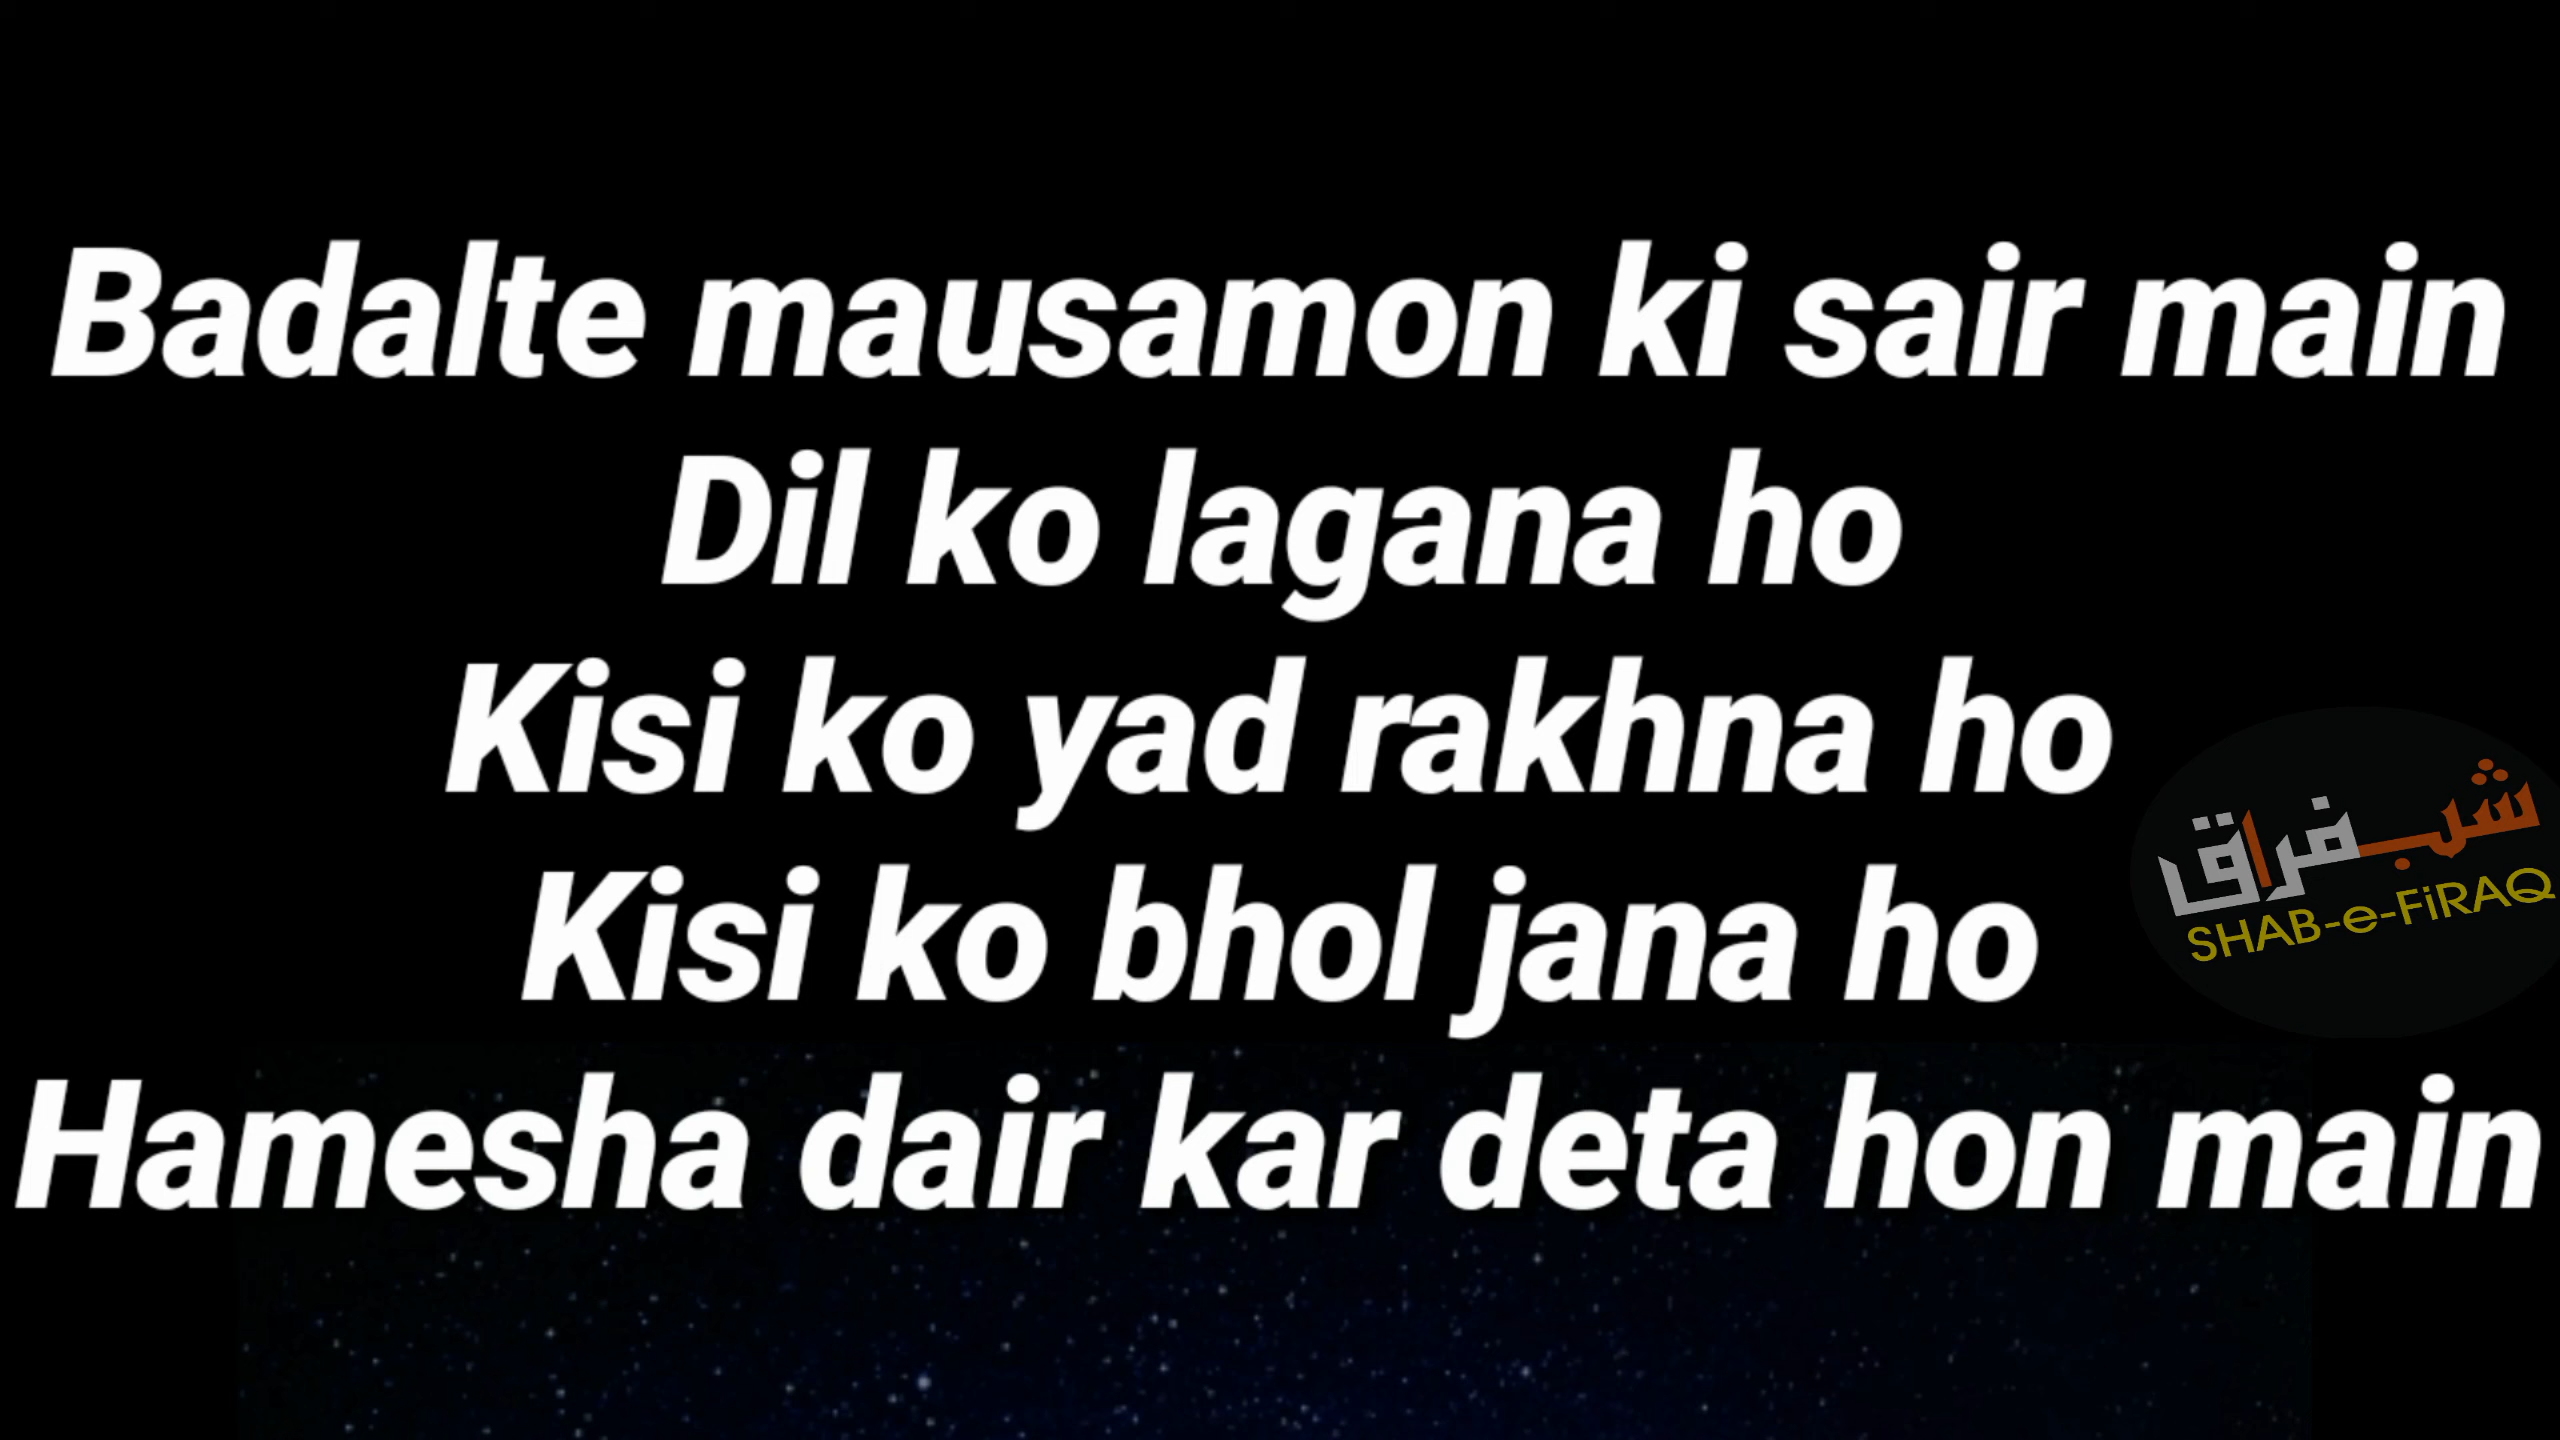 Badalte mausamon ki sair main
Dil ko lagana ho
Kisi ko yad rakhna ho
Kisi ko bhol jana ho
Hamesha dair kar deta hon main
شب فراق
SHAB-e-FiRAQ